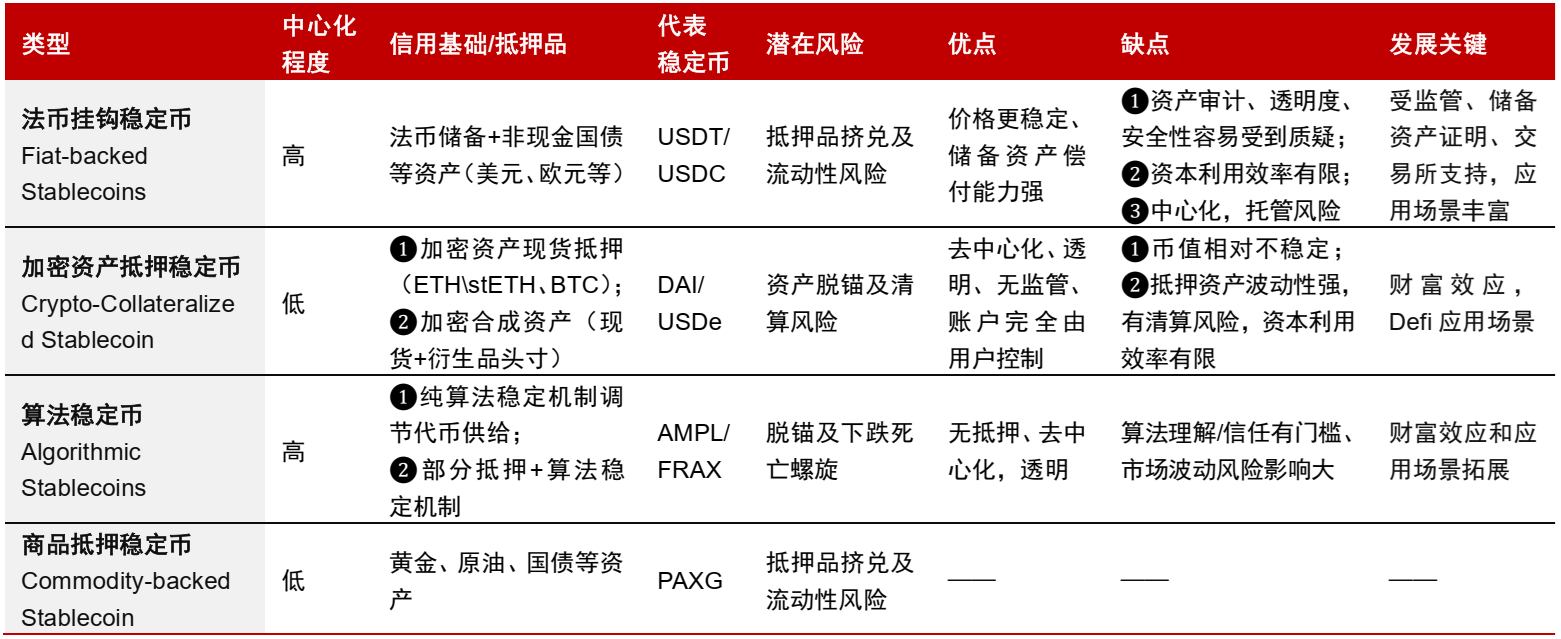 类型
中心化
程度
信用基础/抵押品
代表
稳定币
潜在风险
优点
缺点
发展关键
法币挂钩稳定币
Fiat-backed
Stablecoins
高
法币储备+非现金国债
等资产（美元、欧元等）
USDT/
USDC
抵押品挤兑及
流动性风险
价格更稳定、
储备资产偿
付能力强
❶资产审计、透明度、
安全性容易受到质疑；
❷资本利用效率有限；
❸中心化，托管风险
受监管、储备
资产证明、交
易所支持，应
用场景丰富
加密资产抵押稳定币
Crypto-Collateralize
d Stablecoin
低
❶加密资产现货抵押
（ETH\stETH、BTC）；
❷加密合成资产（现
货+衍生品头寸）
DAI/
USDe
资产脱锚及清
算风险
去中心化、透
明、无监管、
账户完全由
用户控制
❶币值相对不稳定；
❷抵押资产波动性强，
有清算风险，资本利用
效率有限
财富效应，
Defi 应用场景
算法稳定币
Algorithmic
Stablecoins
高
❶纯算法稳定机制调
节代币供给；
❷部分抵押+算法稳
定机制
AMPL/
FRAX
脱锚及下跌死
亡螺旋
无抵押、去中
心化，透明
算法理解/信任有门槛、
市场波动风险影响大
财富效应和应
用场景拓展
商品抵押稳定币
Commodity-backed
Stablecoin
低
黄金、原油、国债等资
产
PAXG
抵押品挤兑及
流动性风险
——
——
——